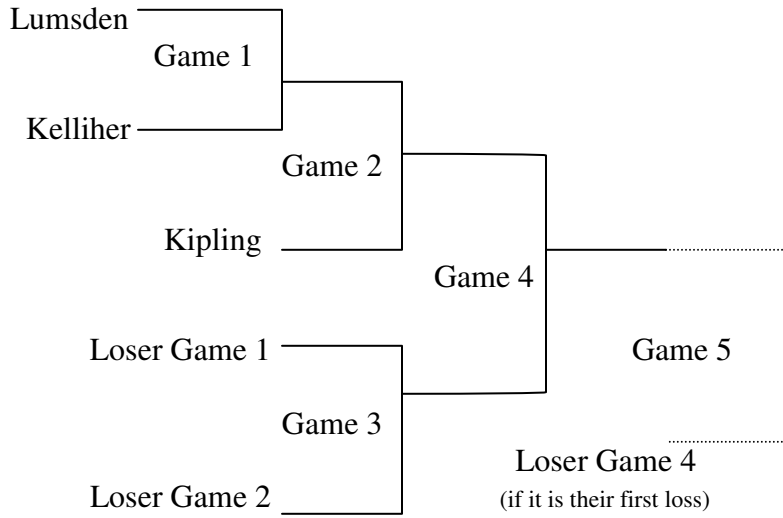 Lumsden
Game 1
Kelliher
Game 2
Kipling
Game 4
Loser Game 1
Game 5
Game 3
Loser Game 4
Loser Game 2
(if it is their first loss)